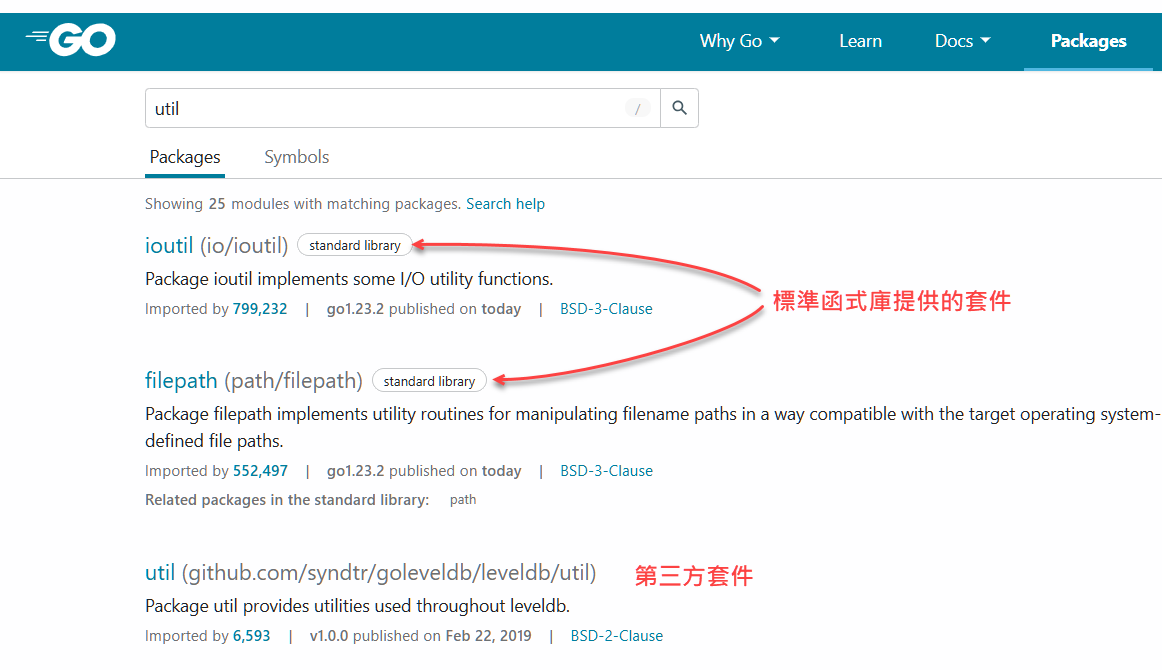 GO
Why Go
Learn
Docs
Packages
util /
Packages
Symbols
Showing 25 modules with matching packages. Search help
ioutil (io/ioutil) standard library
Package ioutil implements some I/O utility functions.
Imported by 799,232 | go1.23.2 published on today | BSD-3-Clause
標準函式庫提供的套件
filepath (path/filepath) standard library
Package filepath implements utility routines for manipulating filename paths in a way compatible with the target operating system-
defined file paths.
Imported by 552,497 | go1.23.2 published on today | BSD-3-Clause
Related packages in the standard library: path
util (github.com/syndtr/goleveldb/leveldb/util)
第三方套件
Package util provides utilities used throughout leveldb.
Imported by 6,593 | v1.0.0 published on Feb 22, 2019 | BSD-2-Clause